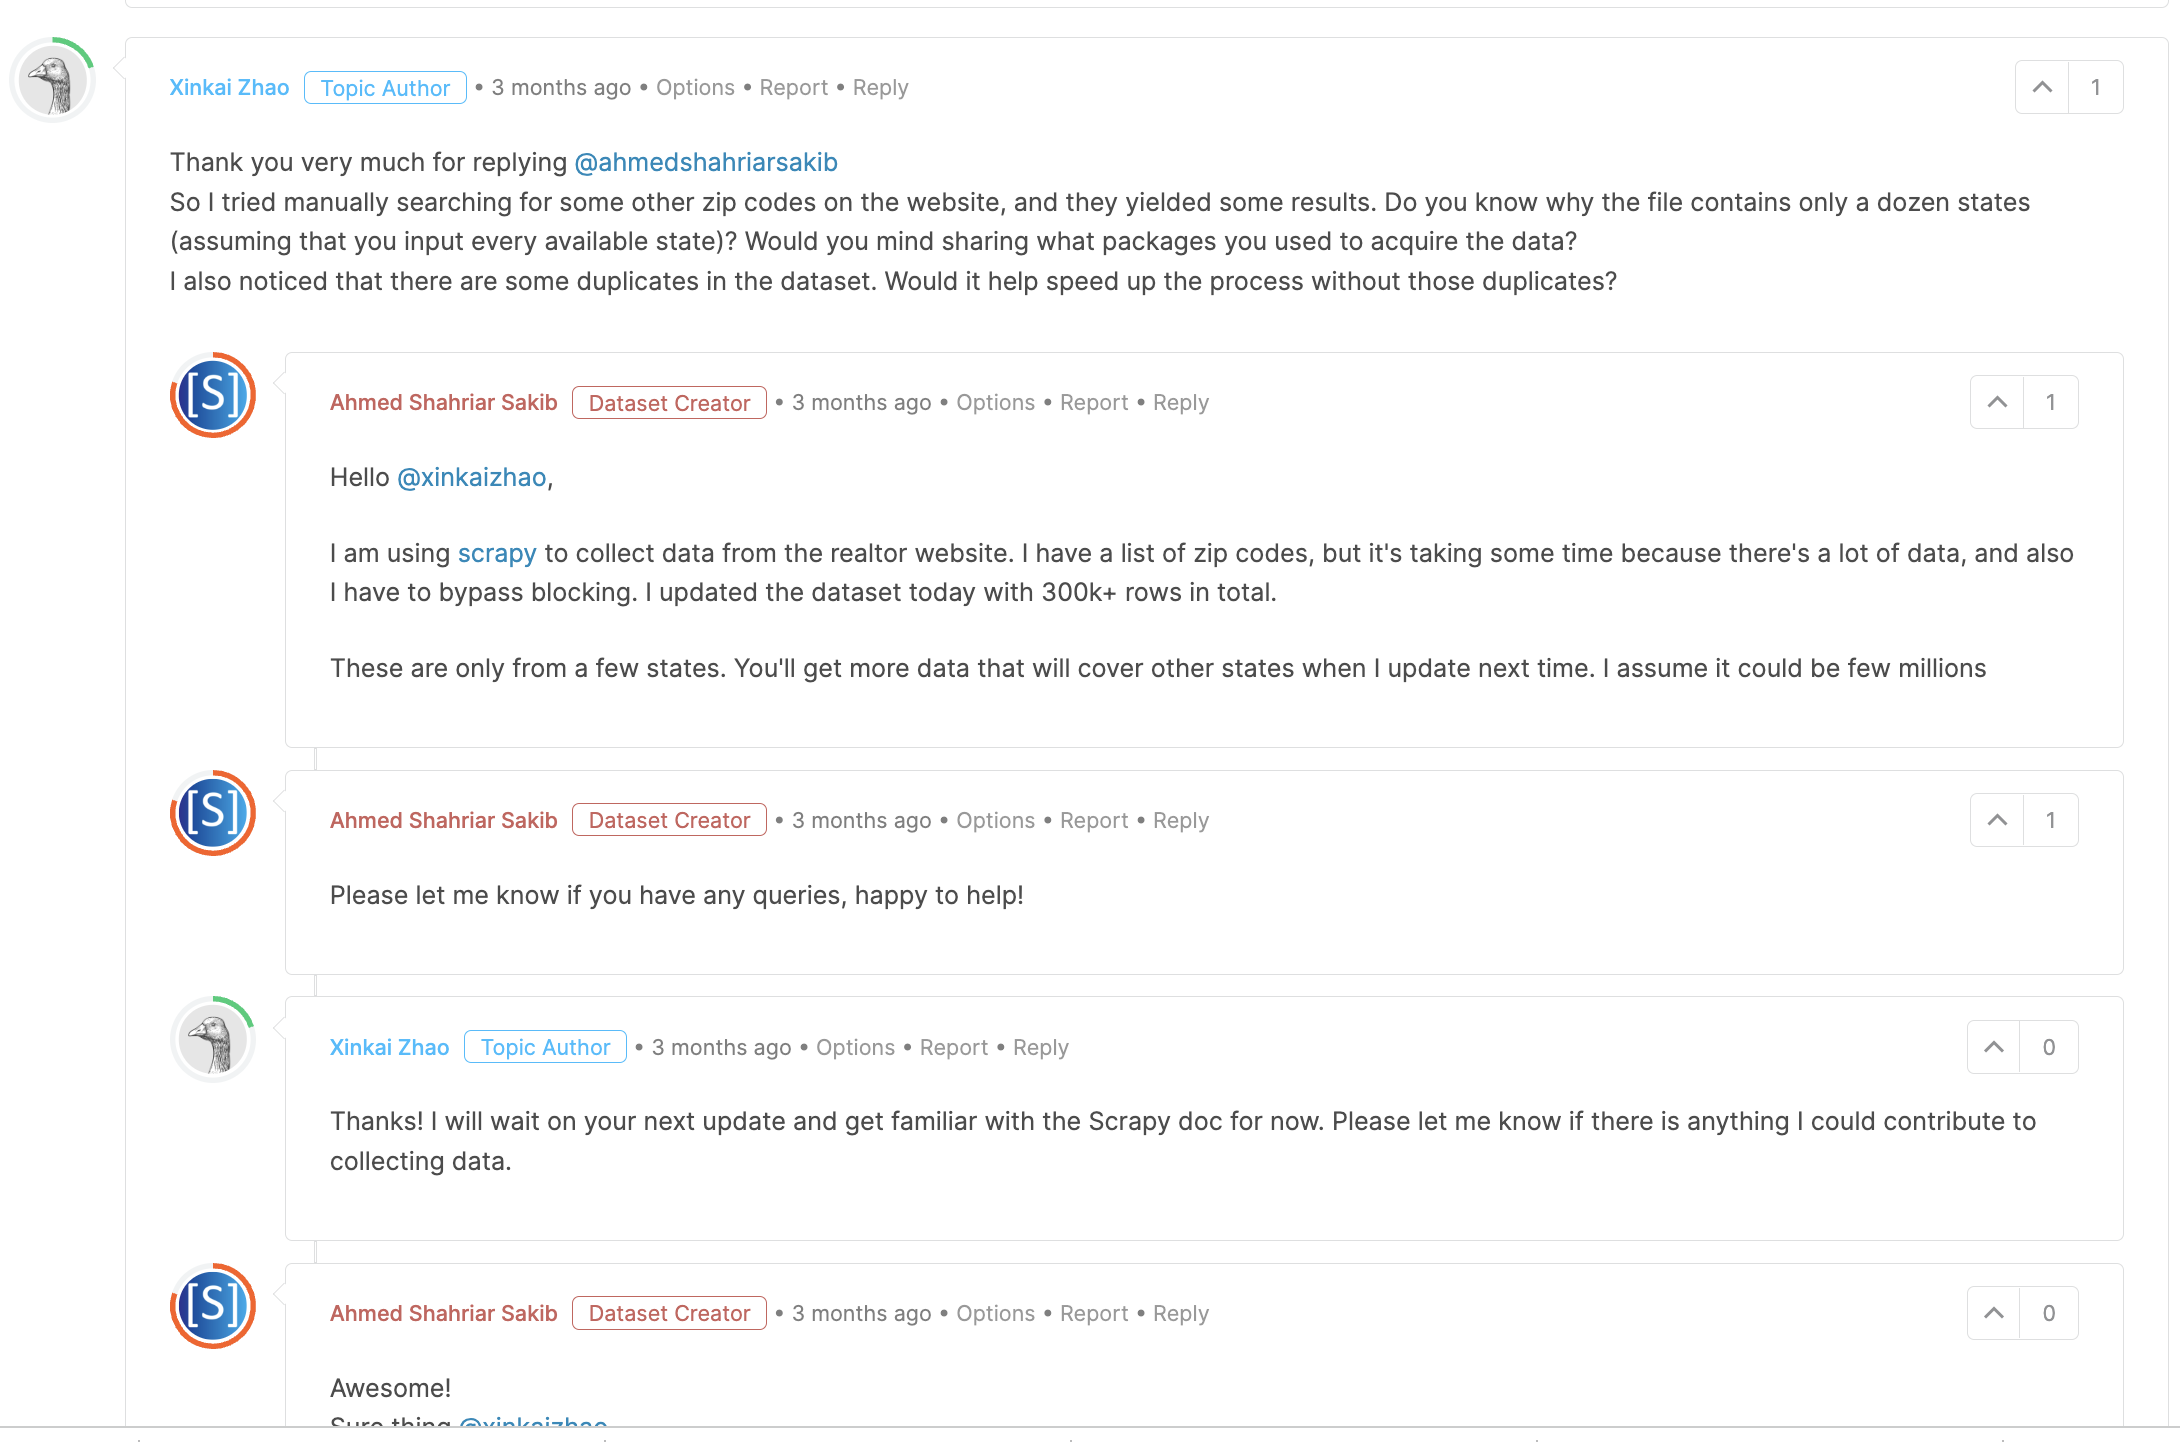 Xinkai Zhao Topic Author • 3 months ago • Options • Report • Reply 1
Thank you very much for replying @ahmedshahriarsakib
So I tried manually searching for some other zip codes on the website, and they yielded some results. Do you know why the file contains only a dozen states
(assuming that you input every available state)? Would you mind sharing what packages you used to acquire the data?
I also noticed that there are some duplicates in the dataset. Would it help speed up the process without those duplicates?
[S] Ahmed Shahriar Sakib Dataset Creator • 3 months ago • Options • Report • Reply 1
Hello @xinkaizhao,
I am using scrapy to collect data from the realtor website. I have a list of zip codes, but it's taking some time because there's a lot of data, and also
I have to bypass blocking. I updated the dataset today with 300k+ rows in total.
These are only from a few states. You'll get more data that will cover other states when I update next time. I assume it could be few millions
[S] Ahmed Shahriar Sakib Dataset Creator • 3 months ago • Options • Report • Reply 1
Please let me know if you have any queries, happy to help!
Xinkai Zhao Topic Author • 3 months ago • Options • Report • Reply 0
Thanks! I will wait on your next update and get familiar with the Scrapy doc for now. Please let me know if there is anything I could contribute to
collecting data.
[S] Ahmed Shahriar Sakib Dataset Creator • 3 months ago • Options • Report • Reply 0
Awesome!
Sure thing @xinkaizhao